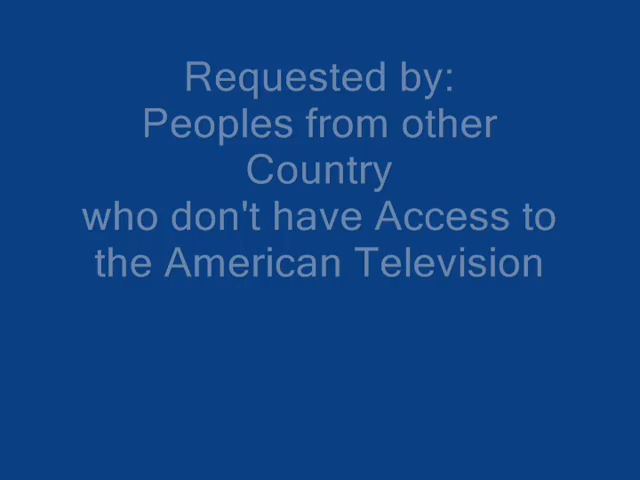 Requested by:
Peoples from other
Country
who don't have Access to
the American Television